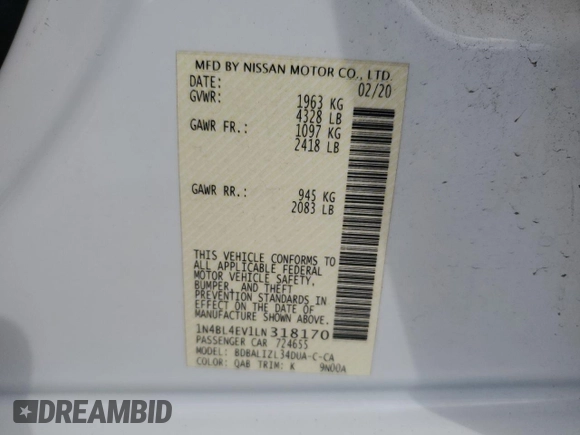 MFD BY NISSAN MOTOR CO., LTD.
DATE: 02/20
GVWR: 1963 KG
4328 LB
GAWR FR.: 1097 KG
2418 LB
GAWR RR.: 945 KG
2083 LB
THIS VEHICLE CONFORMS TO
ALL APPLICABLE FEDERAL
MOTOR VEHICLE SAFETY,
BUMPER, AND THEFT
PREVENTION STANDARDS IN
EFFECT ON THE DATE OF
MANUFACTURE SHOWN ABOVE.
1N4BL4EV1LN318170
PASSENGER CAR 724655
MODEL: BDBALIZL34DUA-C-CA
COLOR: QAB TRIM: K 9N00A
DREAMBID